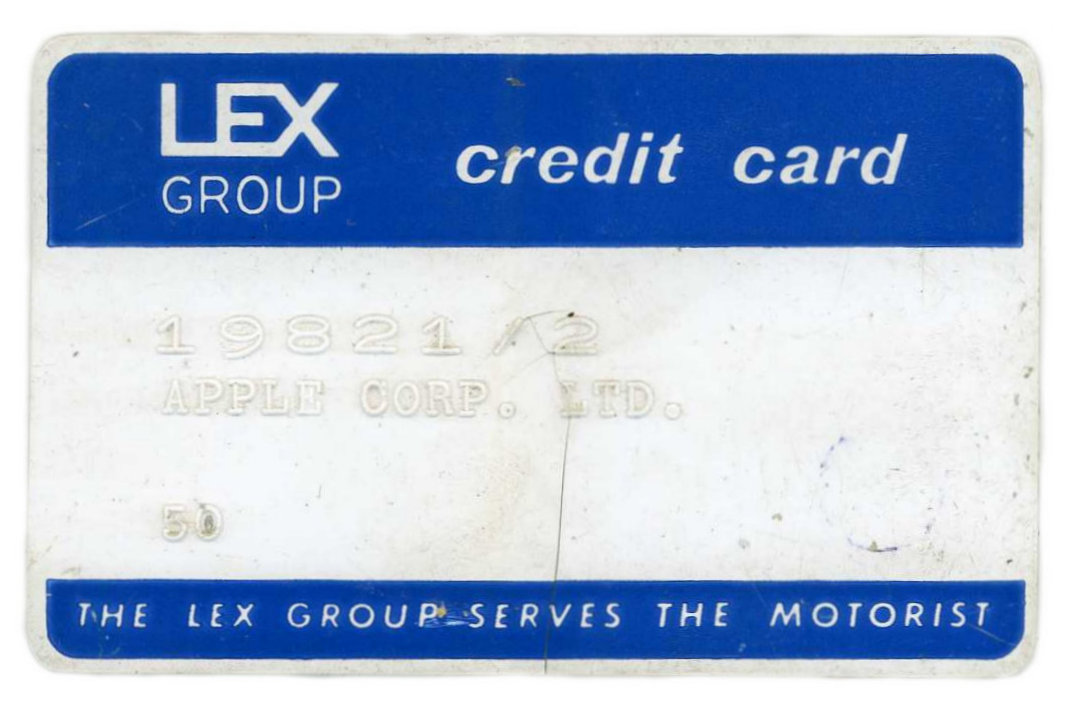 LEX
GROUP
credit card
19821/2
APPLE CORP. LTD.
50
THE LEX GROUP SERVES THE MOTORIST